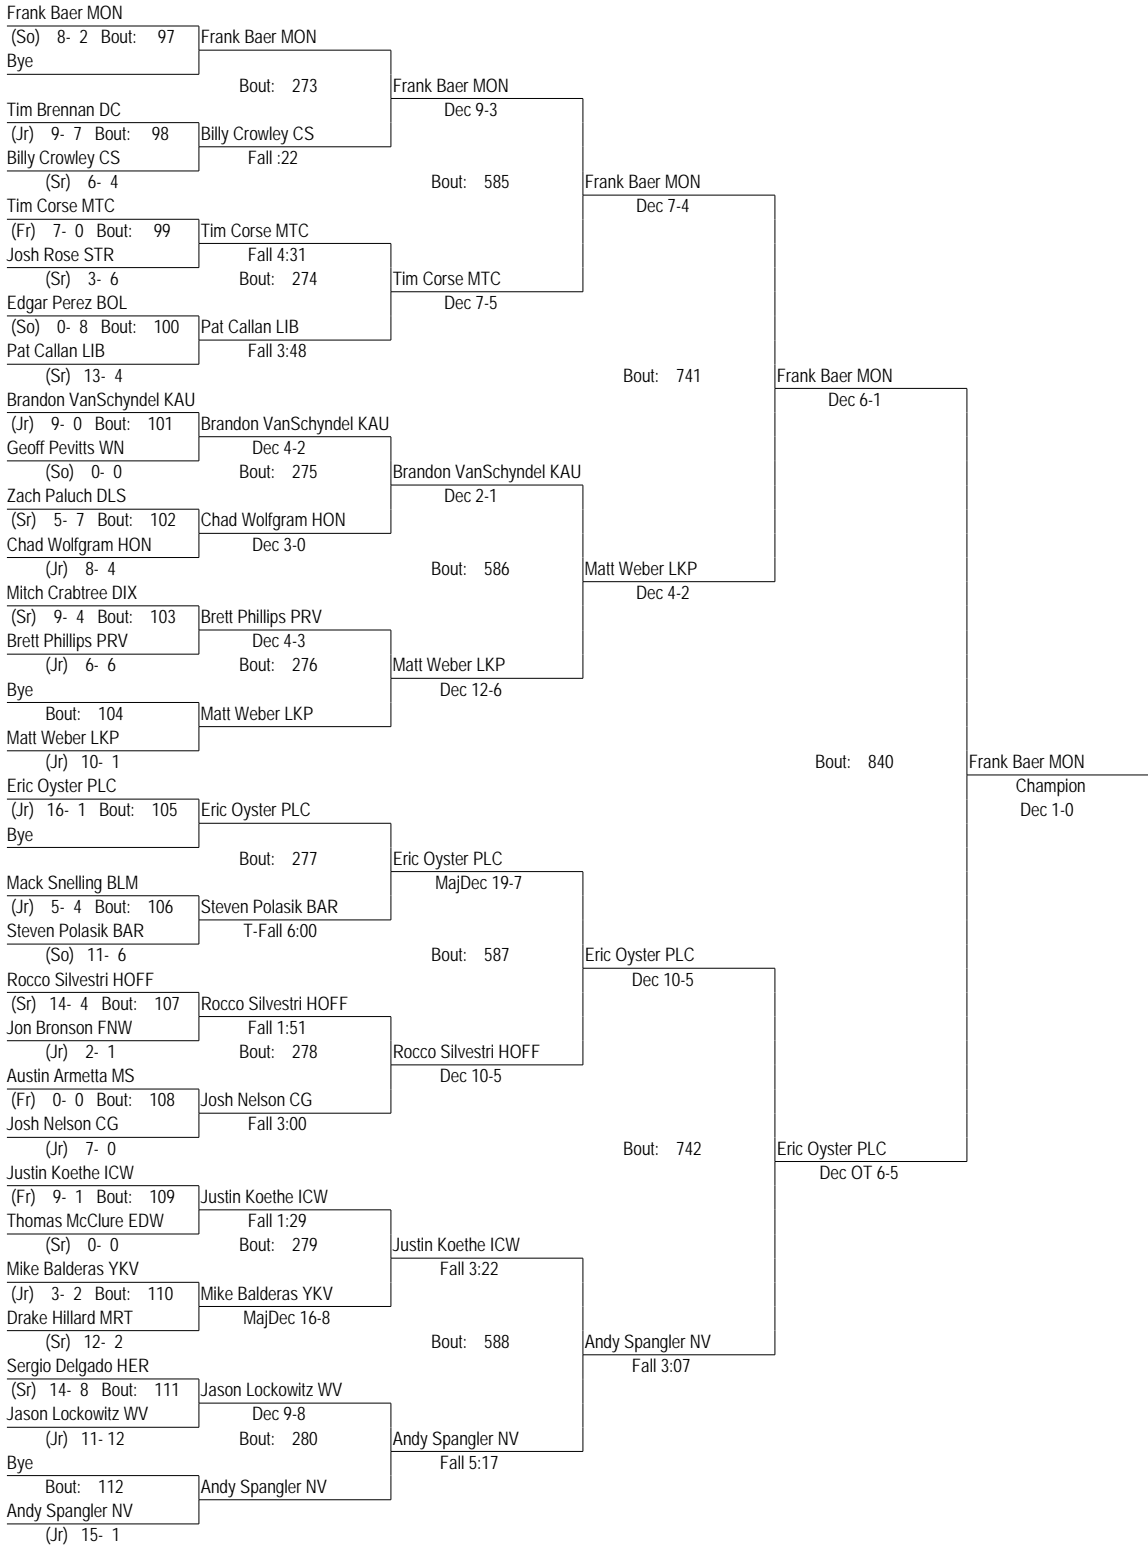 Frank Baer MON
(So) 8- 2 Bout: 97 Frank Baer MON
Bye
Bout: 273 Frank Baer MON
Tim Brennan DC Dec 9-3
(Jr) 9- 7 Bout: 98 Billy Crowley CS
Billy Crowley CS Fall :22
(Sr) 6- 4 Bout: 585 Frank Baer MON
Tim Corse MTC Dec 7-4
(Fr) 7- 0 Bout: 99 Tim Corse MTC
Josh Rose STR Fall 4:31
(Sr) 3- 6 Bout: 274 Tim Corse MTC
Edgar Perez BOL Dec 7-5
(So) 0- 8 Bout: 100 Pat Callan LIB
Pat Callan LIB Fall 3:48
(Sr) 13- 4 Bout: 741 Frank Baer MON
Brandon VanSchyndel KAU Dec 6-1
(Jr) 9- 0 Bout: 101 Brandon VanSchyndel KAU
Geoff Pevitts WN Dec 4-2
(So) 0- 0 Bout: 275 Brandon VanSchyndel KAU
Zach Paluch DLS Dec 2-1
(Sr) 5- 7 Bout: 102 Chad Wolfgram HON
Chad Wolfgram HON Dec 3-0
(Jr) 8- 4 Bout: 586 Matt Weber LKP
Mitch Crabtree DIX Dec 4-2
(Sr) 9- 4 Bout: 103 Brett Phillips PRV
Brett Phillips PRV Dec 4-3
(Jr) 6- 6 Bout: 276 Matt Weber LKP
Bye Dec 12-6
Bout: 104 Matt Weber LKP
Matt Weber LKP
(Jr) 10- 1 Bout: 840 Frank Baer MON
Eric Oyster PLC Champion
(Jr) 16- 1 Bout: 105 Eric Oyster PLC Dec 1-0
Bye
Bout: 277 Eric Oyster PLC
Mack Snelling BLM MajDec 19-7
(Jr) 5- 4 Bout: 106 Steven Polasik BAR
Steven Polasik BAR T-Fall 6:00
(So) 11- 6 Bout: 587 Eric Oyster PLC
Rocco Silvestri HOFF Dec 10-5
(Sr) 14- 4 Bout: 107 Rocco Silvestri HOFF
Jon Bronson FNW Fall 1:51
(Jr) 2- 1 Bout: 278 Rocco Silvestri HOFF
Austin Armetta MS Dec 10-5
(Fr) 0- 0 Bout: 108 Josh Nelson CG
Josh Nelson CG Fall 3:00
(Jr) 7- 0 Bout: 742 Eric Oyster PLC
Justin Koethe ICW Dec OT 6-5
(Fr) 9- 1 Bout: 109 Justin Koethe ICW
Thomas McClure EDW Fall 1:29
(Sr) 0- 0 Bout: 279 Justin Koethe ICW
Mike Balderas YKV Fall 3:22
(Jr) 3- 2 Bout: 110 Mike Balderas YKV
Drake Hillard MRT MajDec 16-8
(Sr) 12- 2 Bout: 588 Andy Spangler NV
Sergio Delgado HER Fall 3:07
(Sr) 14- 8 Bout: 111 Jason Lockowitz WV
Jason Lockowitz WV Dec 9-8
(Jr) 11- 12 Bout: 280 Andy Spangler NV
Bye Fall 5:17
Bout: 112 Andy Spangler NV
Andy Spangler NV
(Jr) 15- 1